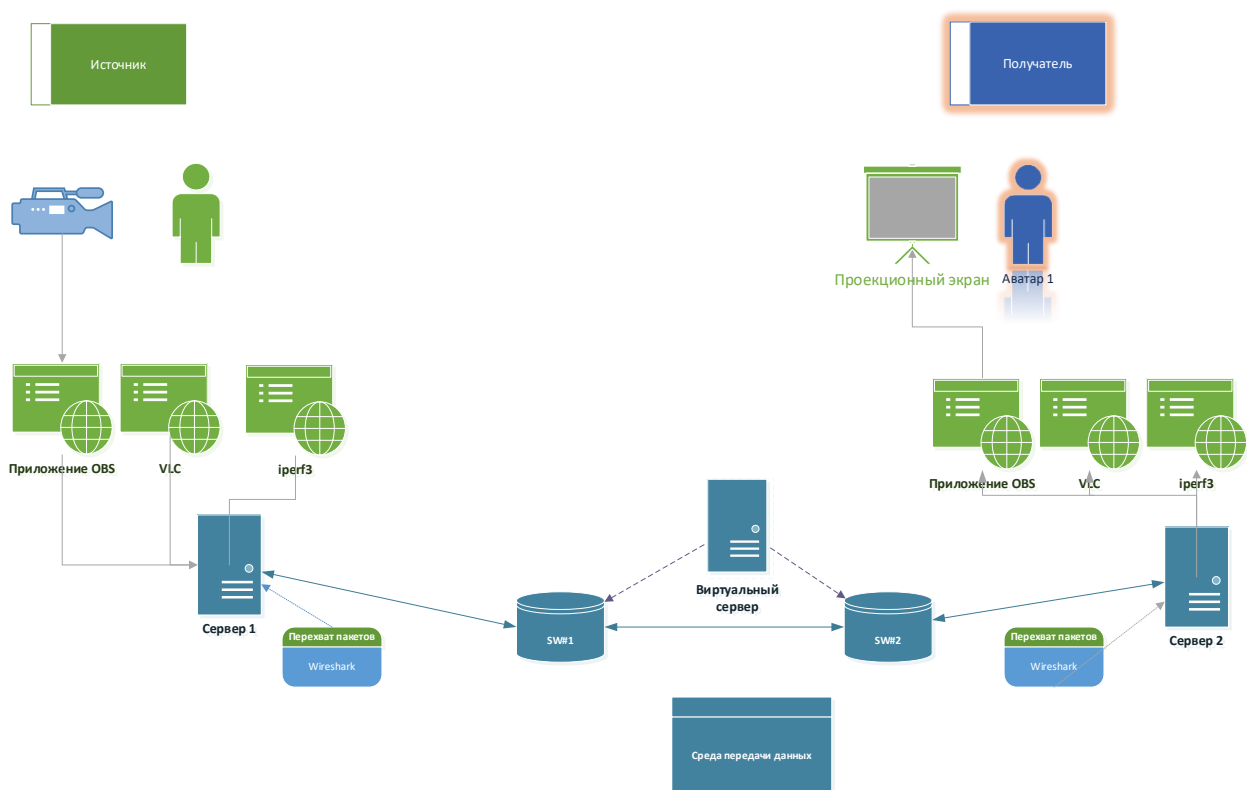 Источник
Получатель
Проекционный экран
Аватар 1
Приложение OBS
VLC
iperf3
Приложение OBS
VLC
iperf3
Виртуальный
сервер
Сервер 1
SW#1
SW#2
Сервер 2
Перехват пакетов
Wireshark
Перехват пакетов
Wireshark
Среда передачи данных